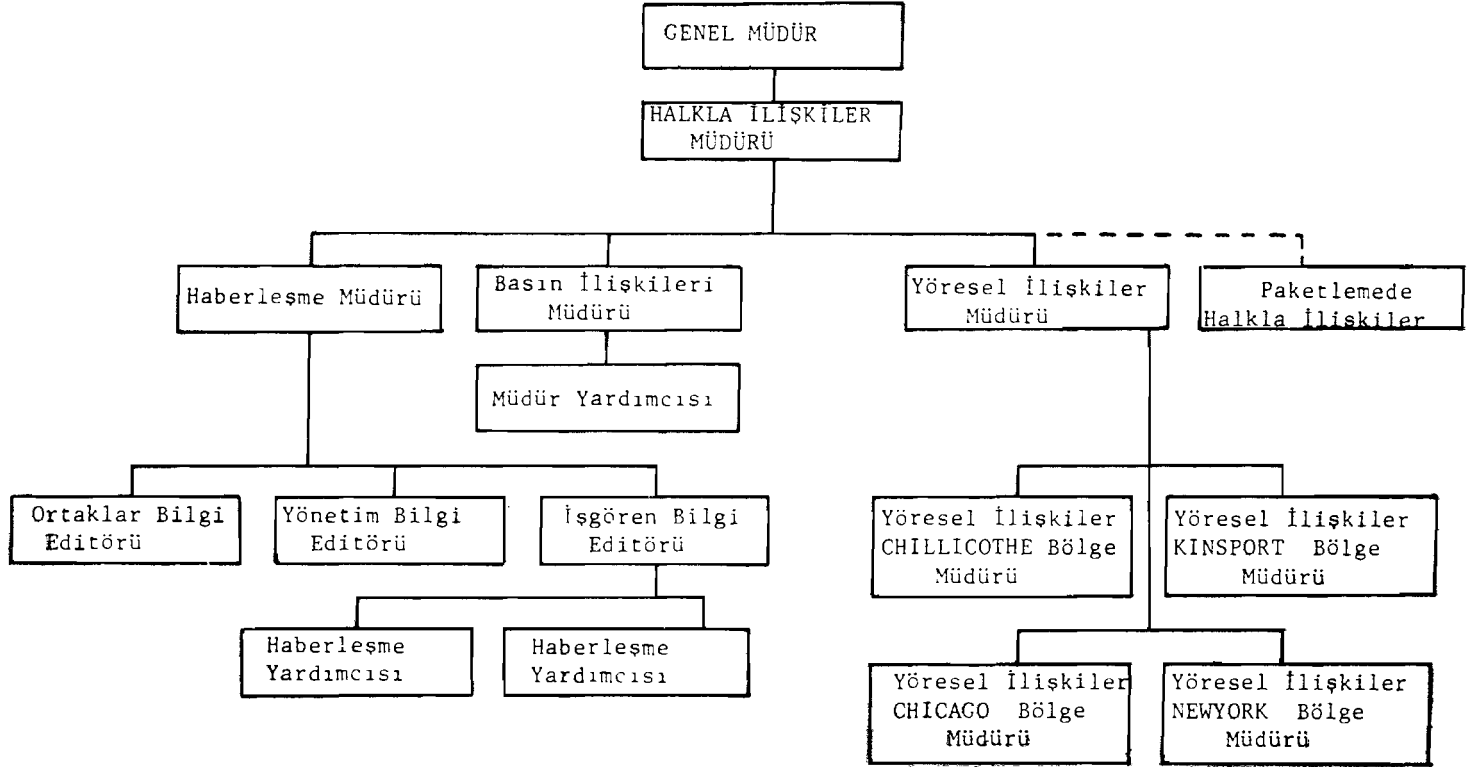 GENEL MÜDÜR
HALKLA İLİŞKİLER
MÜDÜRÜ
Haberleşme Müdürü
Basın İlişkileri
Müdürü
Yöresel İlişkiler
Müdürü
Paketlemede
Halkla İlişkiler
Müdür Yardımcısı
Ortaklar Bilgi
Editörü
Yönetim Bilgi
Editörü
İşgören Bilgi
Editörü
Yöresel İlişkiler
CHILLICOTHE Bölge
Müdürü
Yöresel İlişkiler
KINSPORT Bölge
Müdürü
Haberleşme
Yardımcısı
Haberleşme
Yardımcısı
Yöresel İlişkiler
CHICAGO Bölge
Müdürü
Yöresel İlişkiler
NEWYORK Bölge
Müdürü